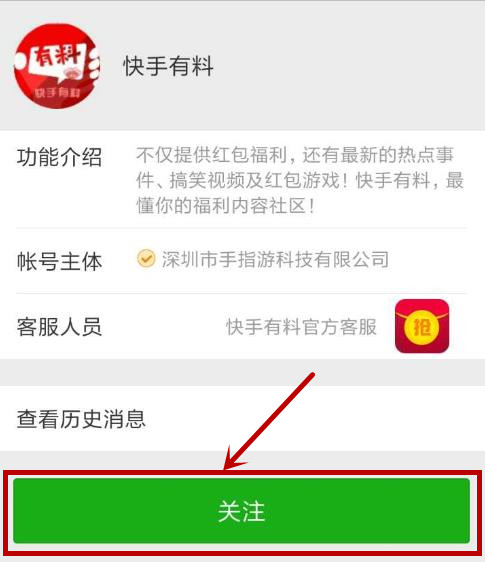 有料
快手有料
快手有料
功能介绍
不仅提供红包福利，还有最新的热点事
件、搞笑视频及红包游戏！快手有料，最
懂你的福利内容社区！
帐号主体
深圳市手指游科技有限公司
客服人员
快手有料官方客服
抢
查看历史消息
关注